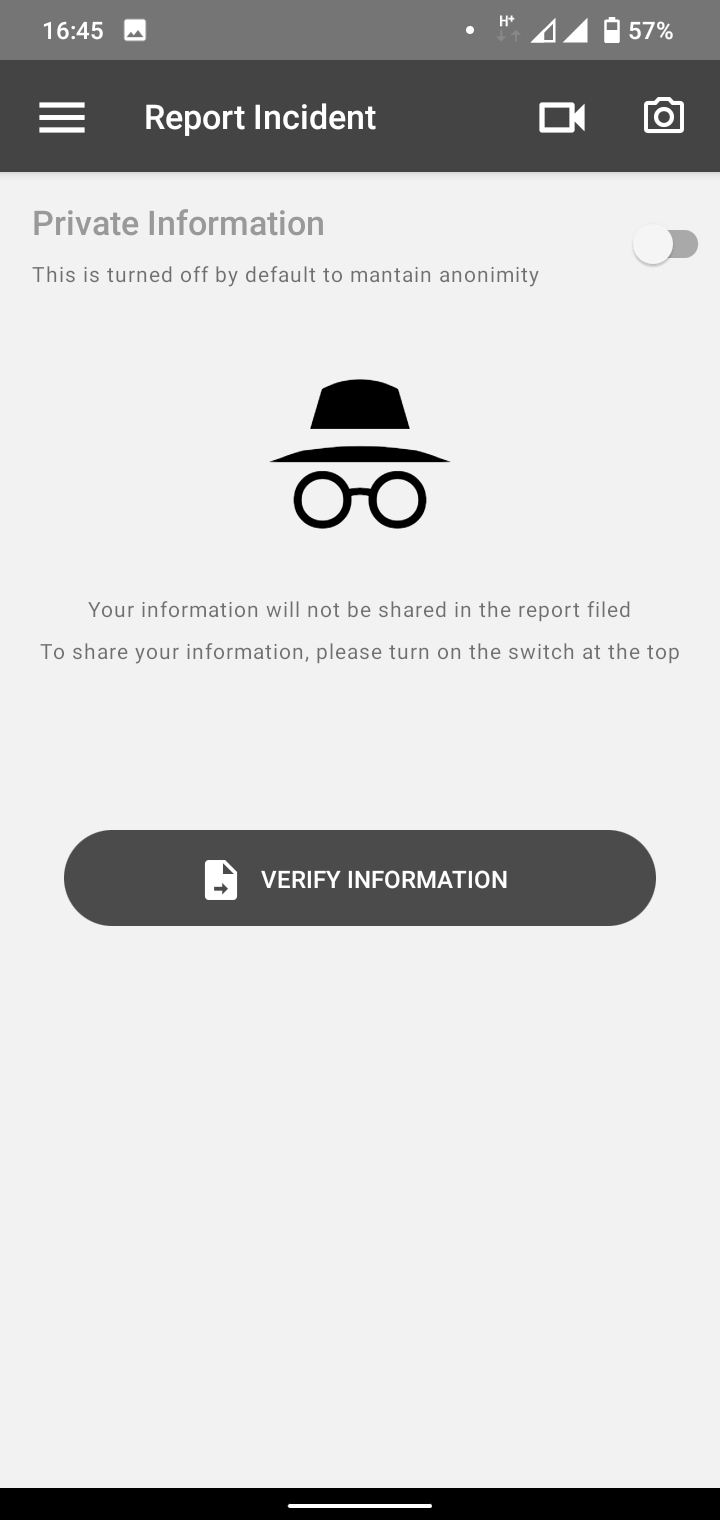 16:45
H+
57%
Report Incident
Private Information
This is turned off by default to mantain anonimity
Your information will not be shared in the report filed
To share your information, please turn on the switch at the top
VERIFY INFORMATION